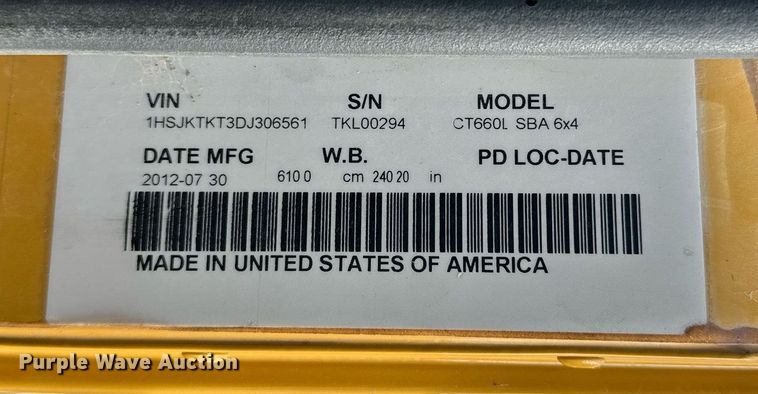 VIN S/N MODEL
1HSJKTKT3DJ306561 TKL00294 CT660L SBA 6x4
DATE MFG W.B. PD LOC-DATE
2012-07 30 610 0 cm 240 20 in
MADE IN UNITED STATES OF AMERICA
Purple Wave Auction